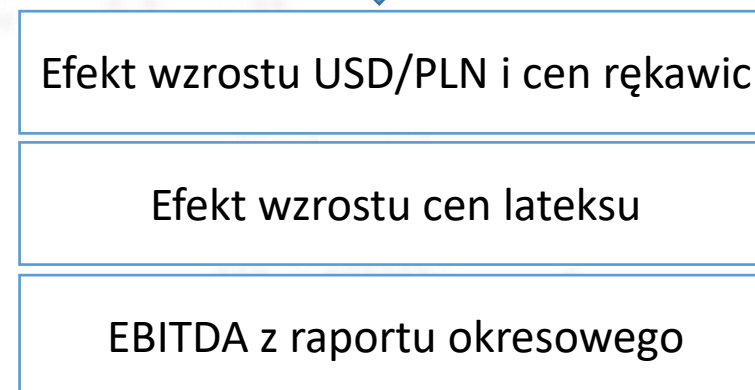 Efekt wzrostu USD/PLN i cen rękawic
Efekt wzrostu cen lateksu
EBITDA z raportu okresowego